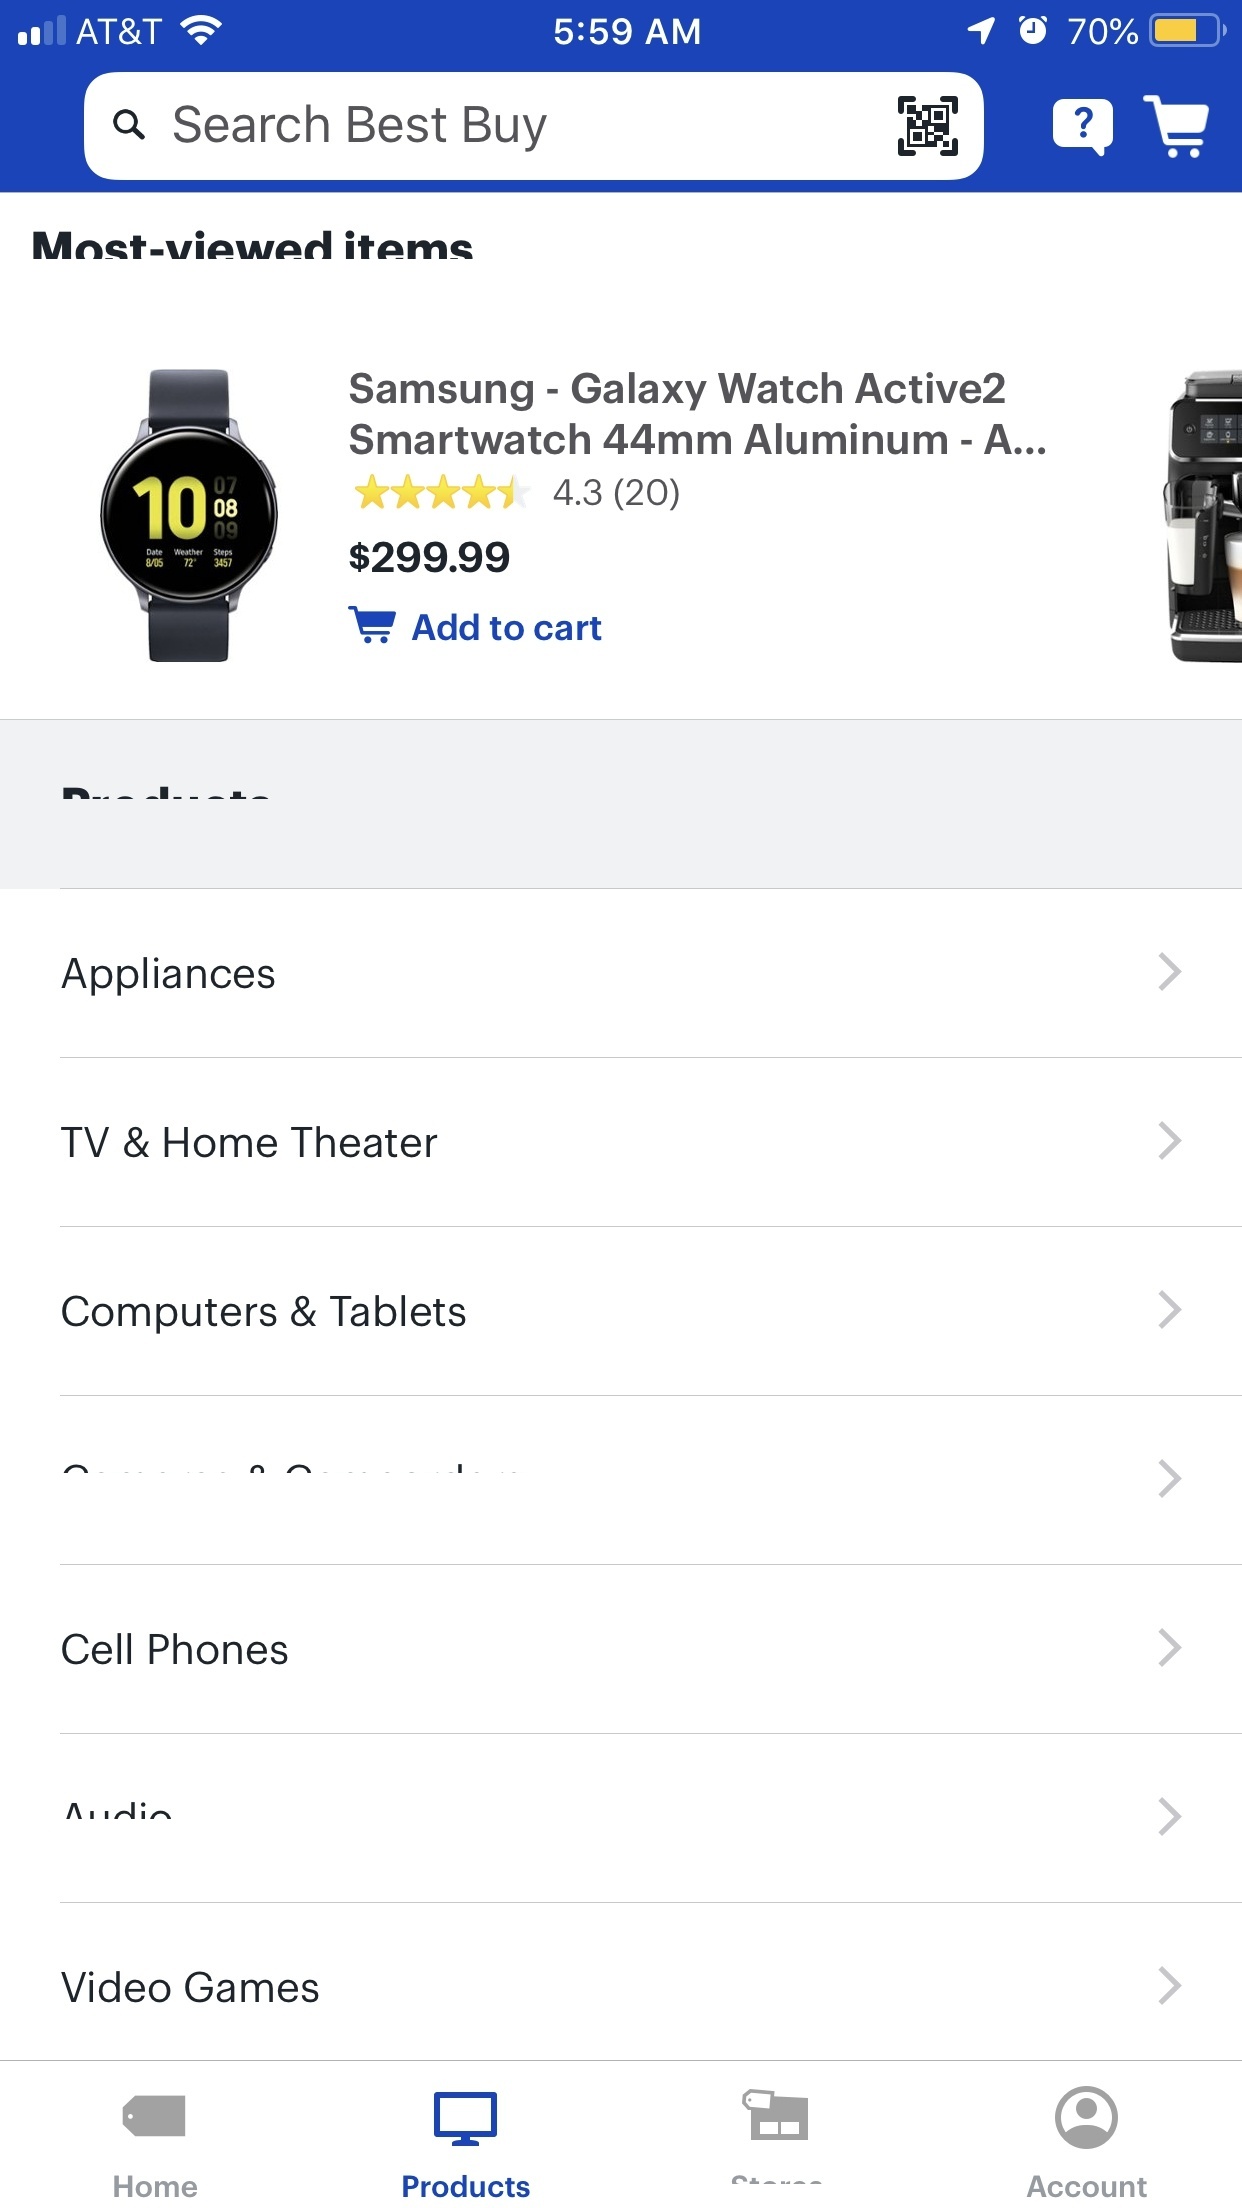 AT&T 5:59 AM 70%
Search Best Buy
Most-viewed items
Samsung - Galaxy Watch Active2
Smartwatch 44mm Aluminum - A...
4.3 (20)
$299.99
Add to cart
10 07
08
09
Date Weather Steps
8/05 72° 3457
Products
Appliances
TV & Home Theater
Computers & Tablets
Cell Phones
Audio
Video Games
Home Products Stores Account